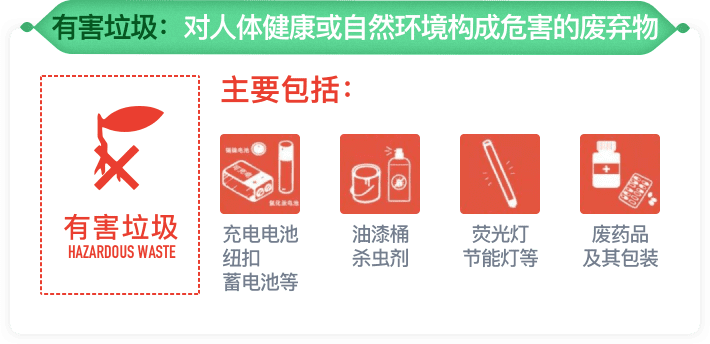 有害垃圾：对人体健康或自然环境构成危害的废弃物
主要包括：
有害垃圾
HAZARDOUS WASTE
充电电池
纽扣
蓄电池等
油漆桶
杀虫剂
荧光灯
节能灯等
废药品
及其包装